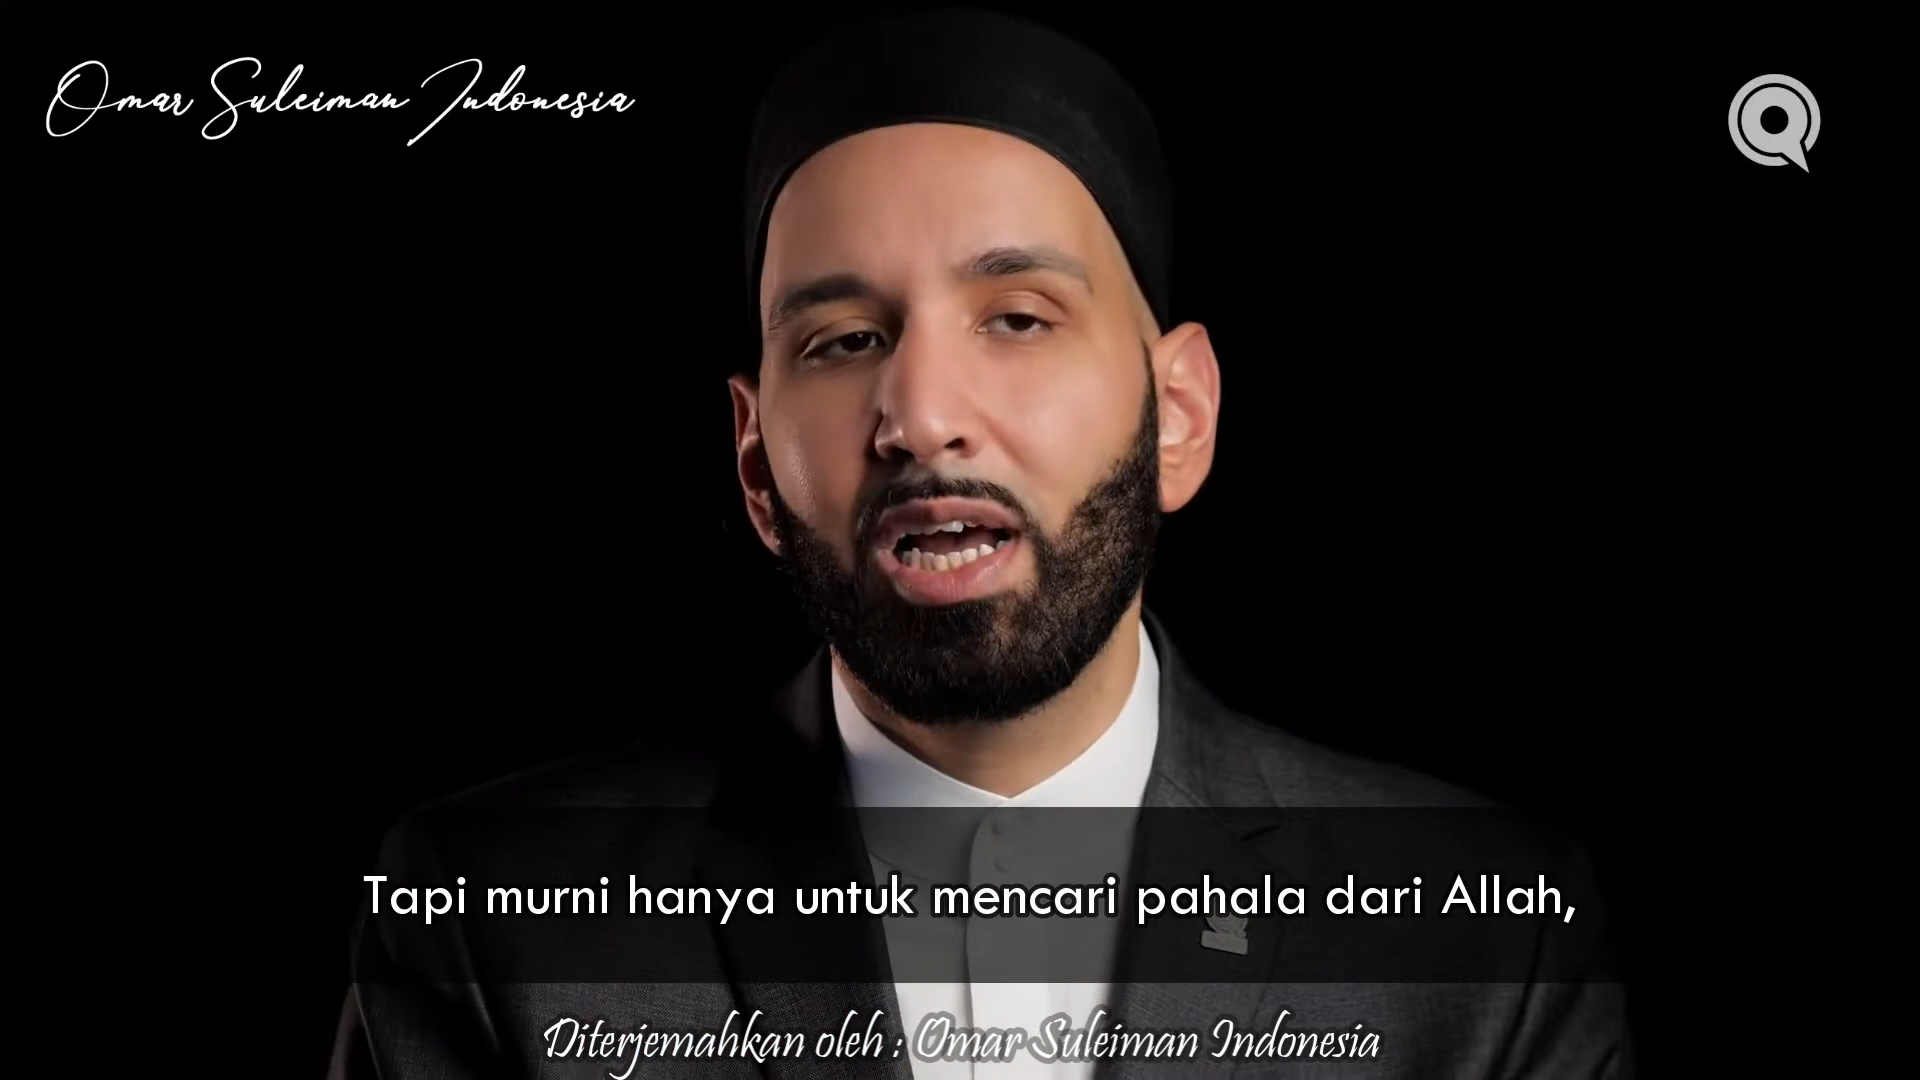 Omar Suleiman Indonesia
Tapi murni hanya untuk mencari pahala dari Allah,
Diterjemahkan oleh : Omar Suleiman Indonesia